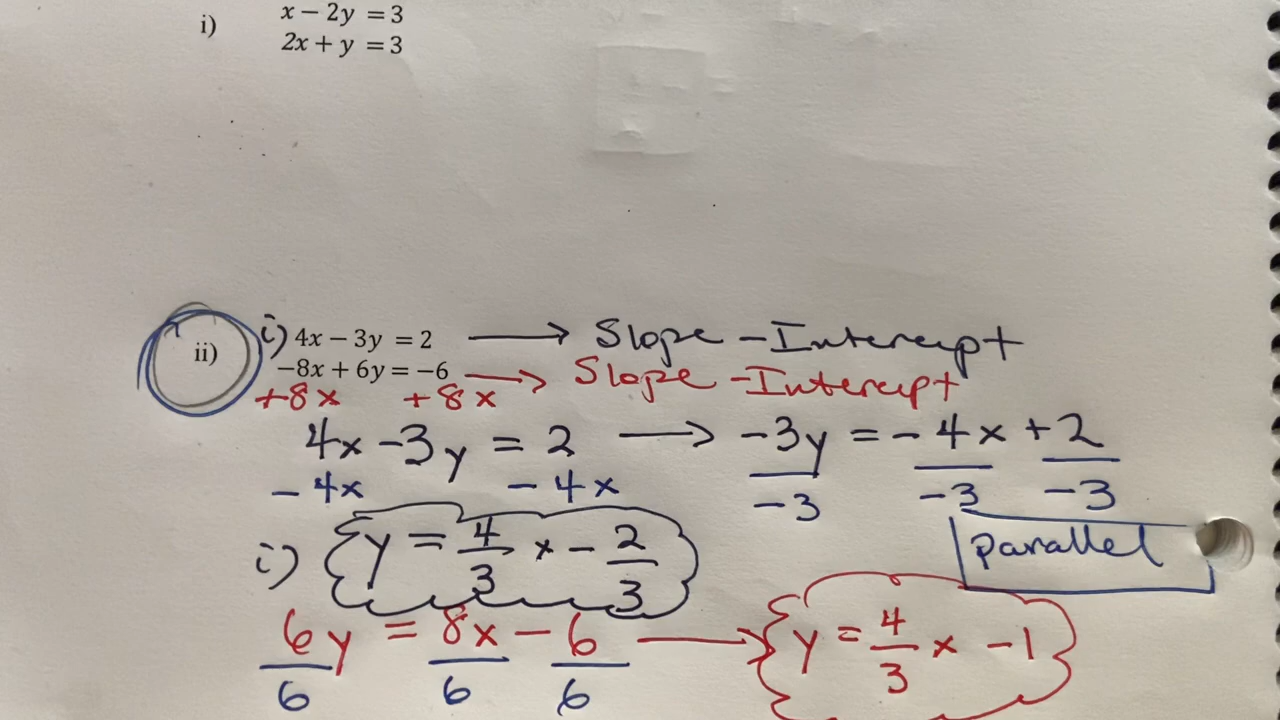 i) x − 2y = 3
2x + y = 3
ii) i) 4x − 3y = 2 → Slope-Intercept
−8x + 6y = −6 → Slope-Intercept
+8x +8x
4x − 3y = 2 → −3y = −4x + 2
−4x −4x −3 −3 −3
i) y = 4/3 x − 2/3
parallel
6y = 8x − 6 → y = 4/3 x − 1
6 6 6